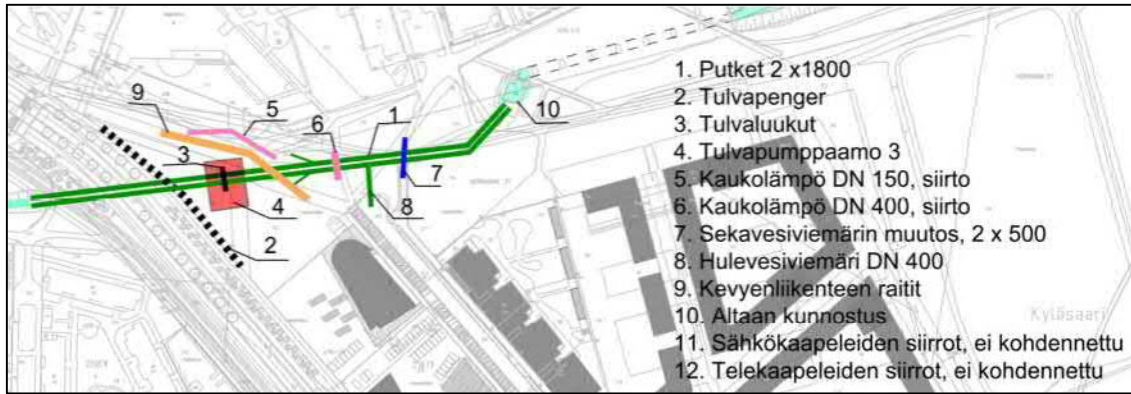 1. Putket 2 x1800
2. Tulvapenger
3. Tulvaluukut
4. Tulvapumppaamo 3
5. Kaukolämpö DN 150, siirto
6. Kaukolämpö DN 400, siirto
7. Sekavesiviemärin muutos, 2 x 500
8. Hulevesiviemäri DN 400
9. Kevyenliikenteen raitit
10. Altaan kunnostus
11. Sähkökaapeleiden siirrot, ei kohdennettu
12. Telekaapeleiden siirrot, ei kohdennettu
Kyläsaari
9
5
6
1
10
3
7
4
8
2